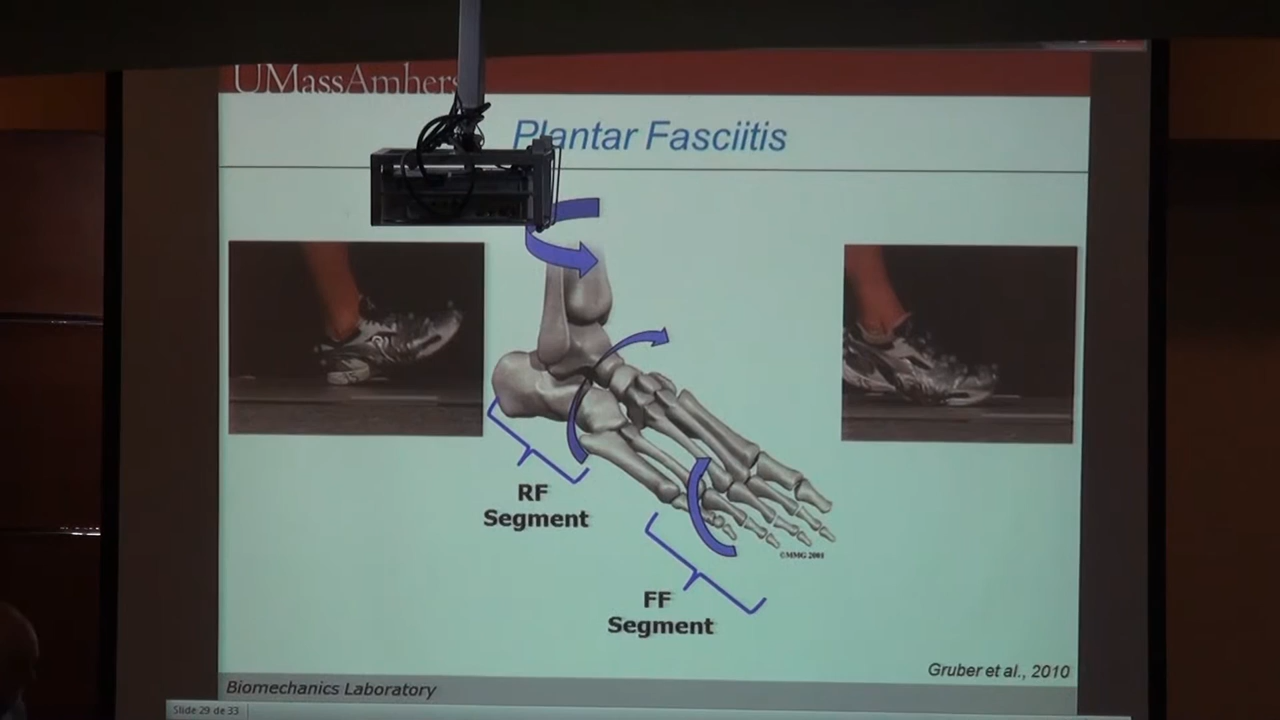 UMassAmhers
Plantar Fasciitis
RF
Segment
©MMG 2001
FF
Segment
Gruber et al., 2010
Biomechanics Laboratory
Slide 29 de 33